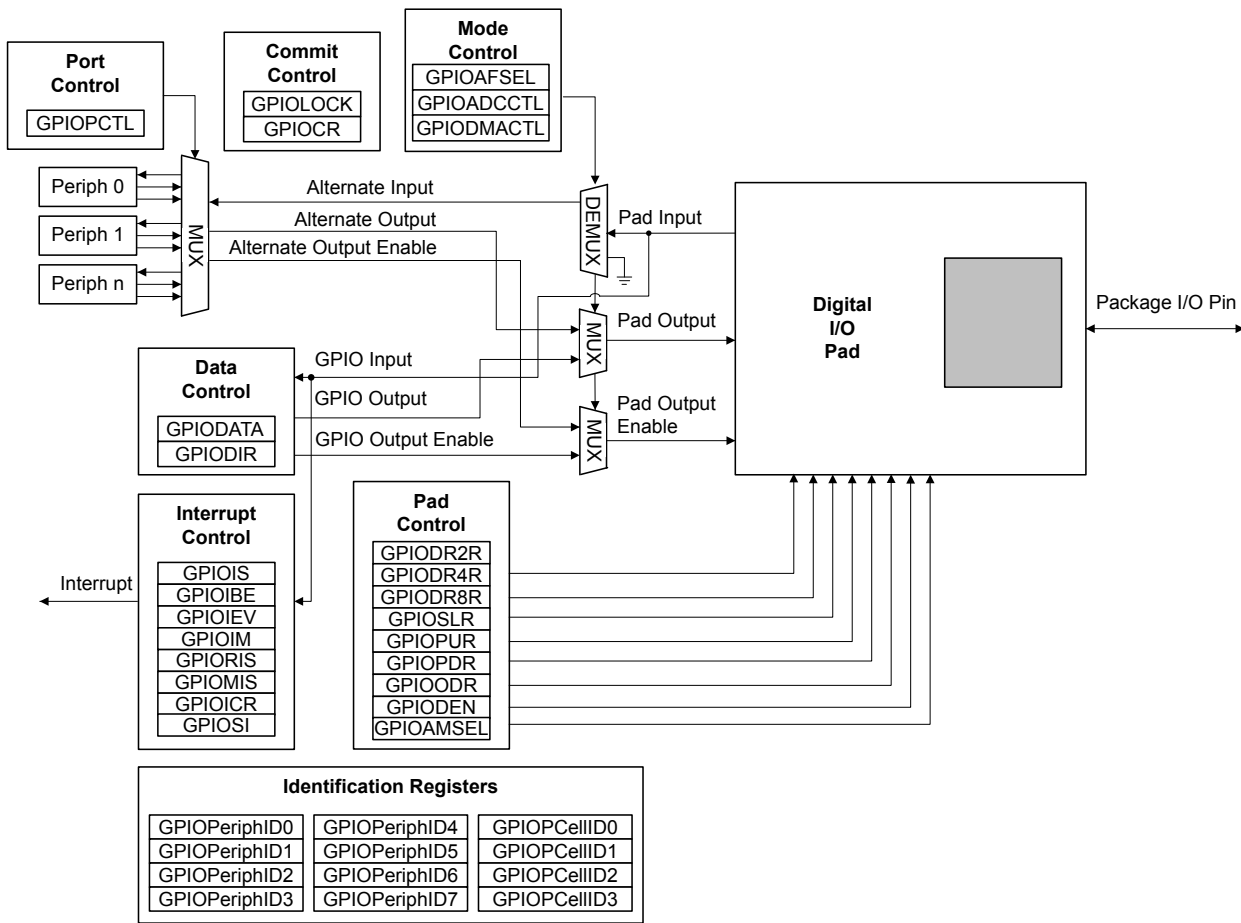 Port
Control
GPIOPCTL
Commit
Control
GPIOLOCK
GPIOCR
Mode
Control
GPIOAFSEL
GPIOADCCTL
GPIODMACTL
Periph 0
Periph 1
Periph n
MUX
Alternate Input
Alternate Output
Alternate Output Enable
DEMUX
Pad Input
MUX
Pad Output
MUX
Pad Output
Enable
Digital
I/O
Pad
Package I/O Pin
Data
Control
GPIODATA
GPIODIR
GPIO Input
GPIO Output
GPIO Output Enable
Interrupt
Interrupt
Control
GPIOIS
GPIOIBE
GPIOIEV
GPIOIM
GPIORIS
GPIOMIS
GPIOICR
GPIOSI
Pad
Control
GPIODR2R
GPIODR4R
GPIODR8R
GPIOSLR
GPIOPUR
GPIOPDR
GPIOODR
GPIODEN
GPIOAMSEL
Identification Registers
GPIOPeriphID0
GPIOPeriphID1
GPIOPeriphID2
GPIOPeriphID3
GPIOPeriphID4
GPIOPeriphID5
GPIOPeriphID6
GPIOPeriphID7
GPIOPCellID0
GPIOPCellID1
GPIOPCellID2
GPIOPCellID3